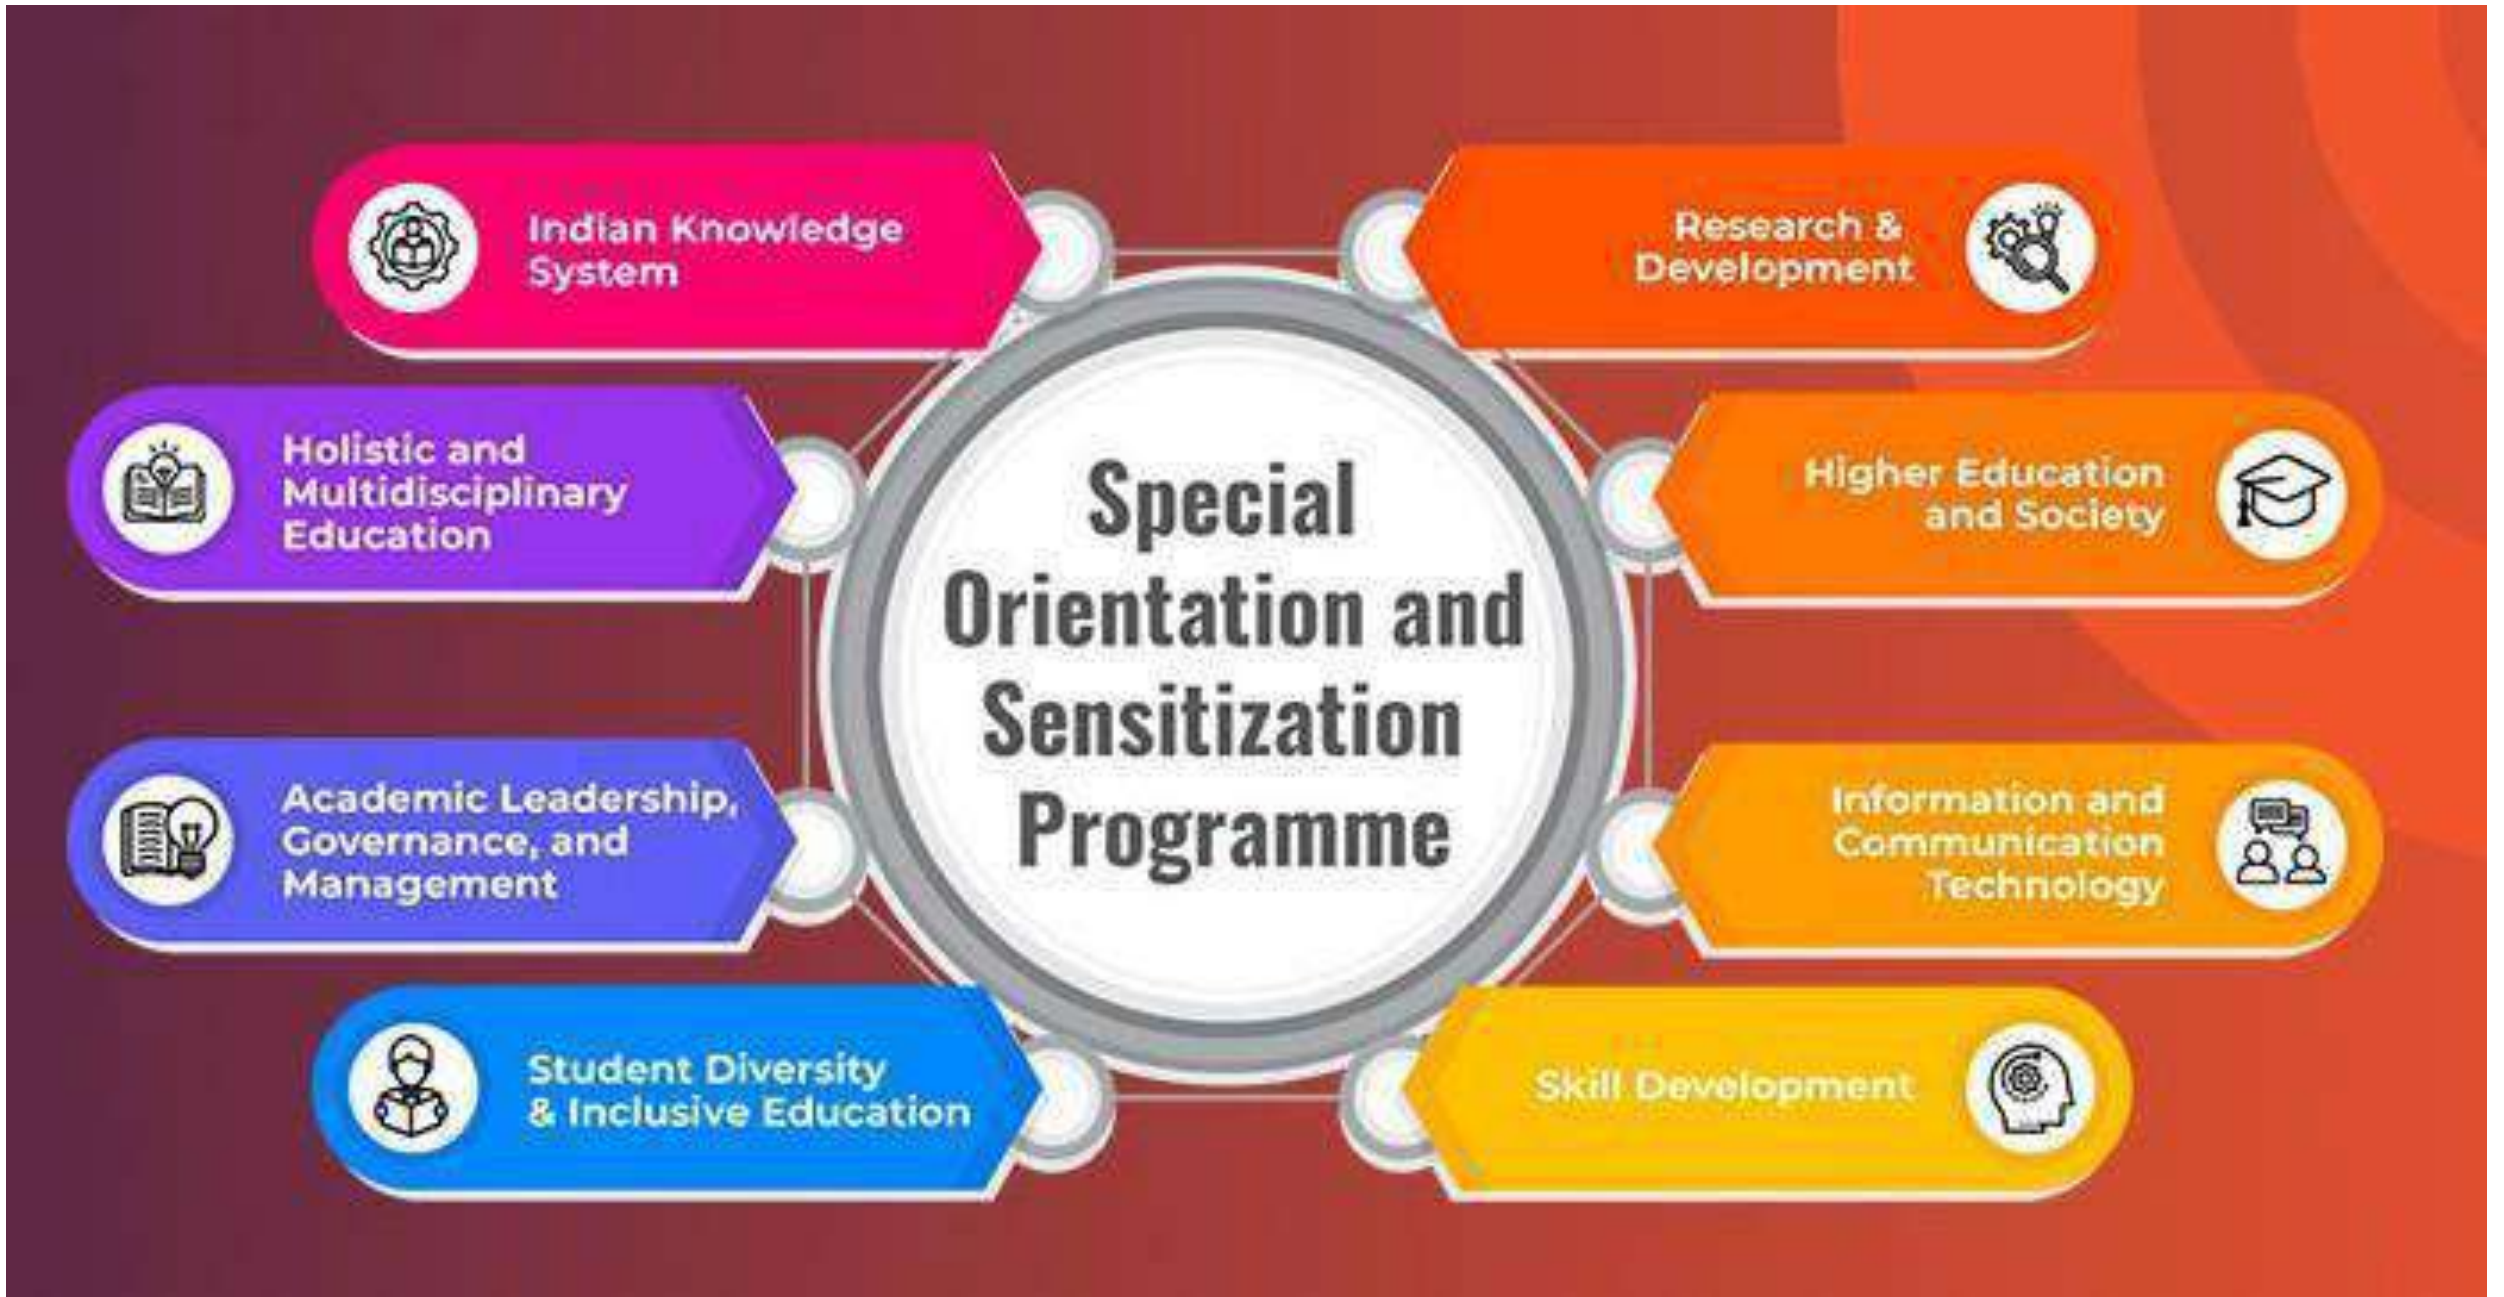 Indian Knowledge
System
Holistic and
Multidisciplinary
Education
Academic Leadership,
Governance, and
Management
Student Diversity
& Inclusive Education
Special
Orientation and
Sensitization
Programme
Research &
Development
Higher Education
and Society
Information and
Communication
Technology
Skill Development